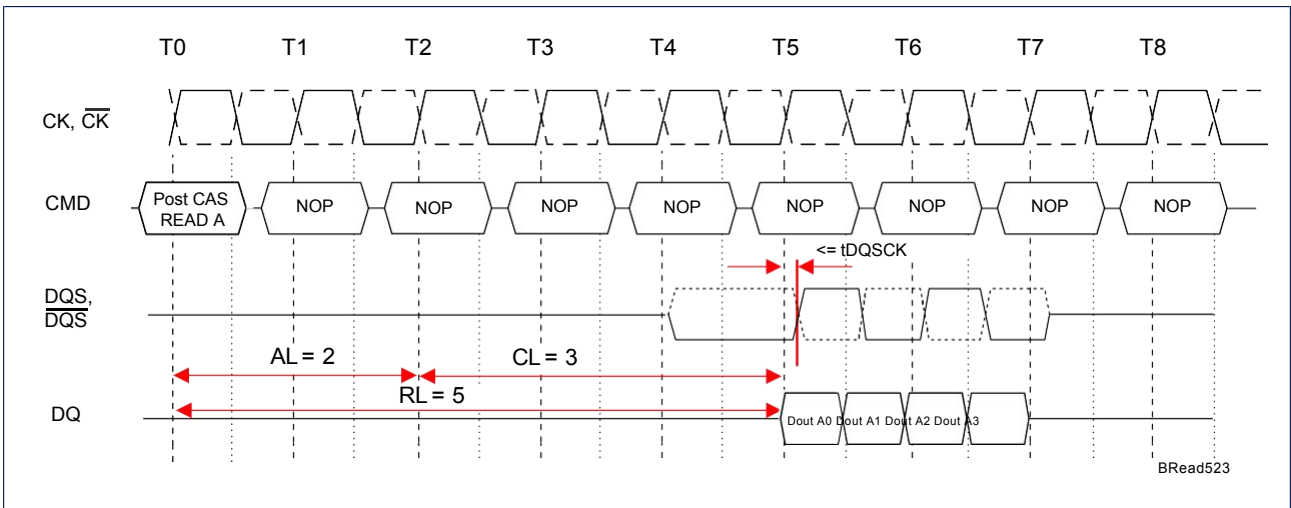 T0 T1 T2 T3 T4 T5 T6 T7 T8
CK, C̅K̅
CMD
Post CAS
READ A
NOP NOP NOP NOP NOP NOP NOP NOP
<= tDQSCK
DQS,
D̅Q̅S̅
AL = 2
CL = 3
RL = 5
DQ
Dout A0 Dout A1 Dout A2 Dout A3
BRead523